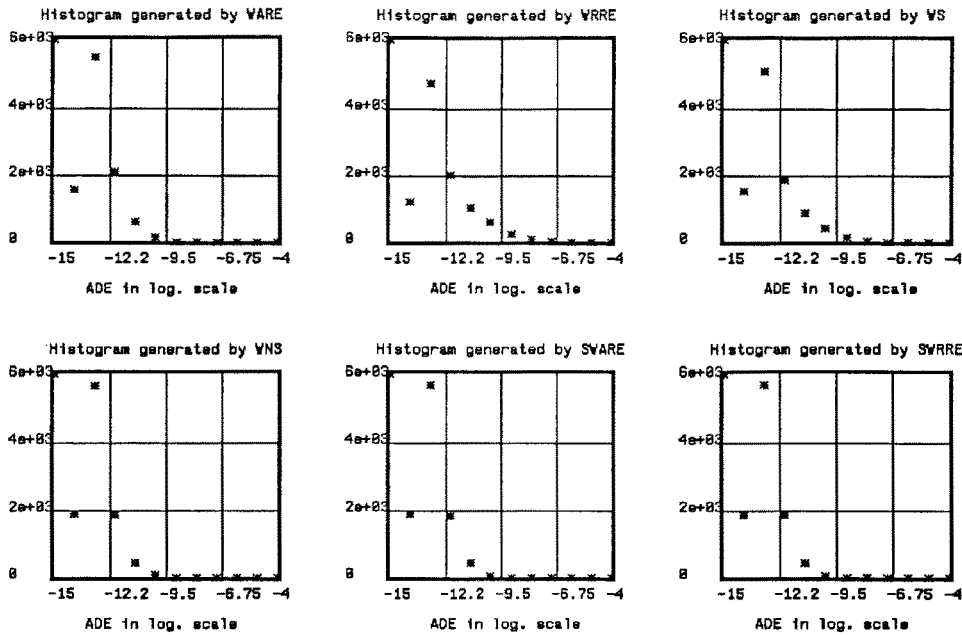 Histogram generated by WARE
6e+03
4e+03
2e+03
0
-15 -12.2 -9.5 -6.75 -4
ADE in log. scale
Histogram generated by WRRE
6e+03
4e+03
2e+03
0
-15 -12.2 -9.5 -6.75 -4
ADE in log. scale
Histogram generated by WS
6e+03
4e+03
2e+03
0
-15 -12.2 -9.5 -6.75 -4
ADE in log. scale
Histogram generated by WNS
6e+03
4e+03
2e+03
0
-15 -12.2 -9.5 -6.75 -4
ADE in log. scale
Histogram generated by SWARE
6e+03
4e+03
2e+03
0
-15 -12.2 -9.5 -6.75 -4
ADE in log. scale
Histogram generated by SWRRE
6e+03
4e+03
2e+03
0
-15 -12.2 -9.5 -6.75 -4
ADE in log. scale